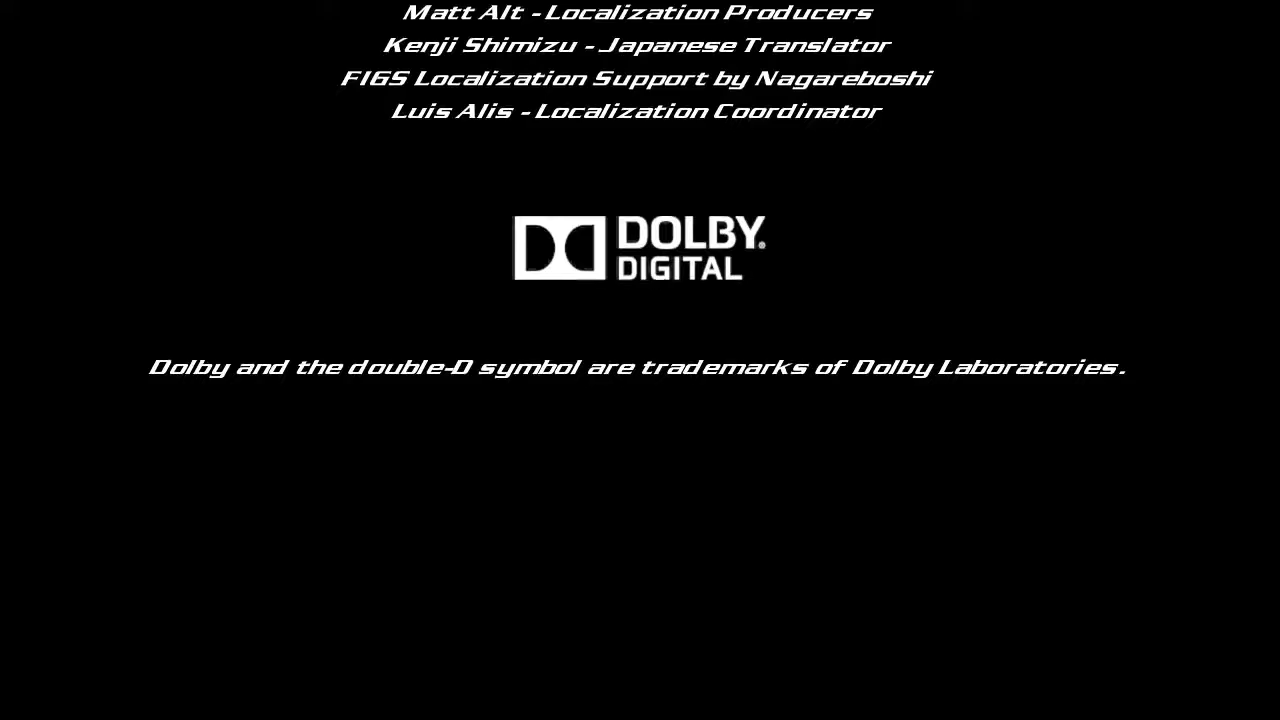 Matt Alt - Localization Producers
Kenji Shimizu - Japanese Translator
FIGS Localization Support by Nagareboshi
Luis Alis - Localization Coordinator
DOLBY®
DIGITAL
Dolby and the double-D symbol are trademarks of Dolby Laboratories.